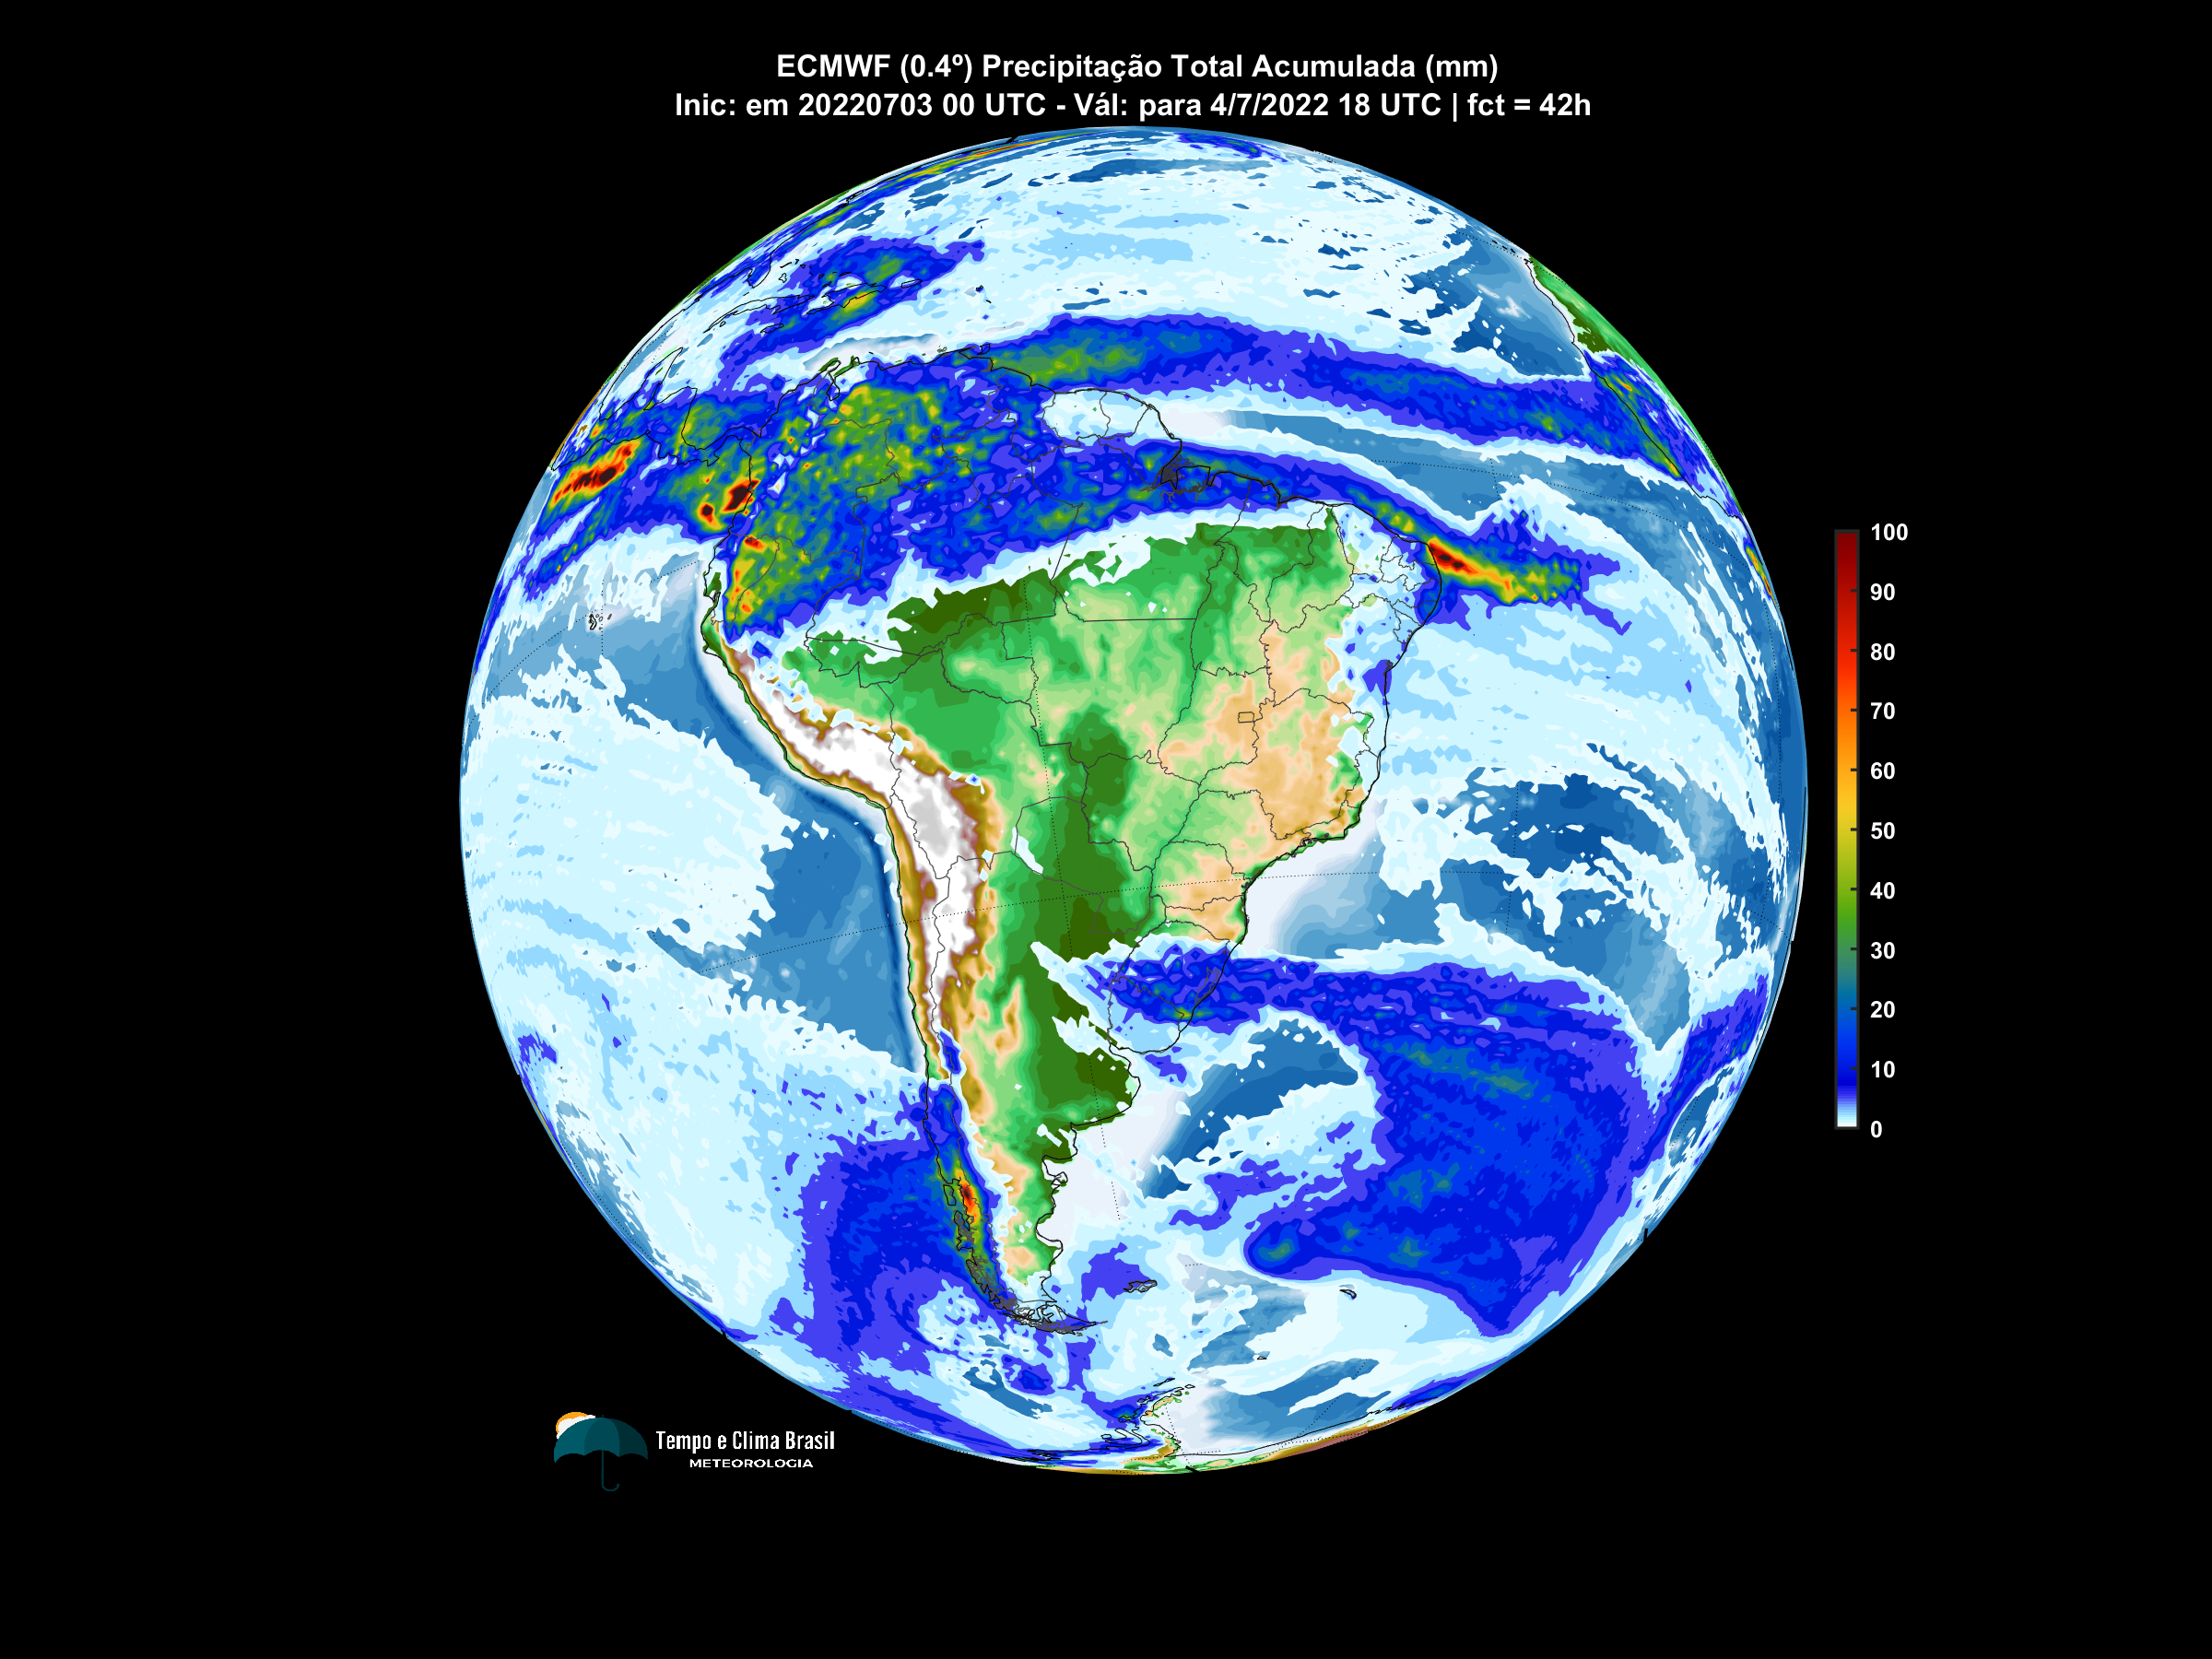 ECMWF (0.4º) Precipitação Total Acumulada (mm)
Inic: em 20220703 00 UTC - Vál: para 4/7/2022 18 UTC | fct = 42h
100
90
80
70
60
50
40
30
20
10
0
Tempo e Clima Brasil
METEOROLOGIA